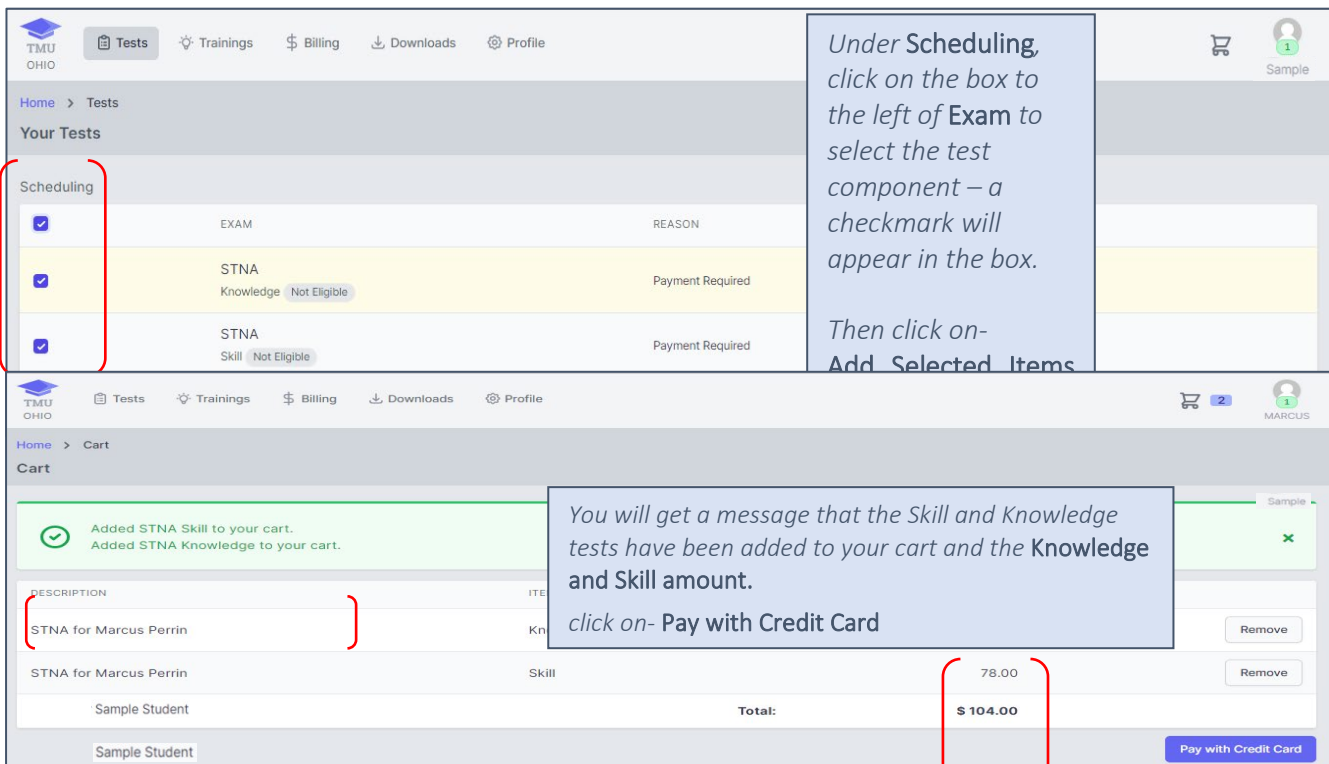 TMU
OHIO
Tests
Trainings
$ Billing
Downloads
Profile
1
Sample
Home > Tests
Your Tests
Scheduling
EXAM
REASON
STNA
Knowledge Not Eligible
Payment Required
STNA
Skill Not Eligible
Payment Required
Under Scheduling,
click on the box to
the left of Exam to
select the test
component – a
checkmark will
appear in the box.
Then click on-
Add Selected Items
TMU
OHIO
Tests
Trainings
$ Billing
Downloads
Profile
2
1
MARCUS
Home > Cart
Cart
Sample
Added STNA Skill to your cart.
Added STNA Knowledge to your cart.
You will get a message that the Skill and Knowledge
tests have been added to your cart and the Knowledge
and Skill amount.
click on- Pay with Credit Card
DESCRIPTION
STNA for Marcus Perrin
Remove
STNA for Marcus Perrin
Skill
78.00
Remove
Sample Student
Total:
$ 104.00
Sample Student
Pay with Credit Card